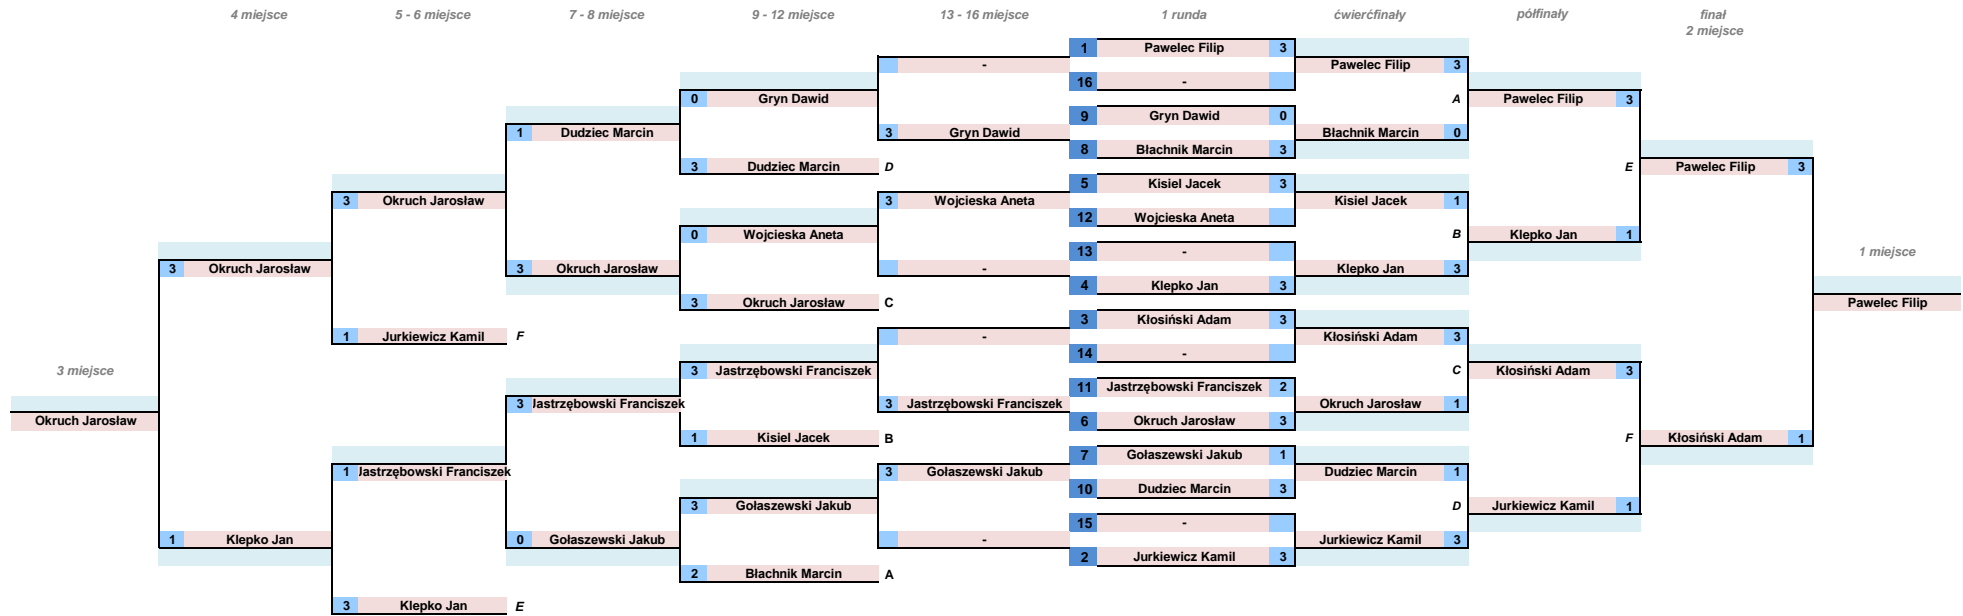 4 miejsce 5 - 6 miejsce 7 - 8 miejsce 9 - 12 miejsce 13 - 16 miejsce 1 runda ćwierćfinały półfinały finał
2 miejsce
1 Pawelec Filip 3
- Pawelec Filip 3
16 -
0 Gryn Dawid A Pawelec Filip 3
9 Gryn Dawid 0
1 Dudziec Marcin 3 Gryn Dawid Błachnik Marcin 0
8 Błachnik Marcin 3
3 Dudziec Marcin D E Pawelec Filip 3
5 Kisiel Jacek 3
3 Okruch Jarosław 3 Wojcieska Aneta Kisiel Jacek 1
12 Wojcieska Aneta
0 Wojcieska Aneta B Klepko Jan 1
13 - 1 miejsce
3 Okruch Jarosław 3 Okruch Jarosław - Klepko Jan 3
4 Klepko Jan 3
3 Okruch Jarosław C Pawelec Filip
3 Kłosiński Adam 3
1 Jurkiewicz Kamil F - Kłosiński Adam 3
14 -
3 miejsce 3 Jastrzębowski Franciszek C Kłosiński Adam 3
11 Jastrzębowski Franciszek 2
3 Jastrzębowski Franciszek 3 Jastrzębowski Franciszek Okruch Jarosław 1
Okruch Jarosław 6 Okruch Jarosław 3
1 Kisiel Jacek B F Kłosiński Adam 1
7 Gołaszewski Jakub 1
1 Jastrzębowski Franciszek 3 Gołaszewski Jakub Dudziec Marcin 1
10 Dudziec Marcin 3
3 Gołaszewski Jakub D Jurkiewicz Kamil 1
15 -
1 Klepko Jan 0 Gołaszewski Jakub - Jurkiewicz Kamil 3
2 Jurkiewicz Kamil 3
2 Błachnik Marcin A
3 Klepko Jan E